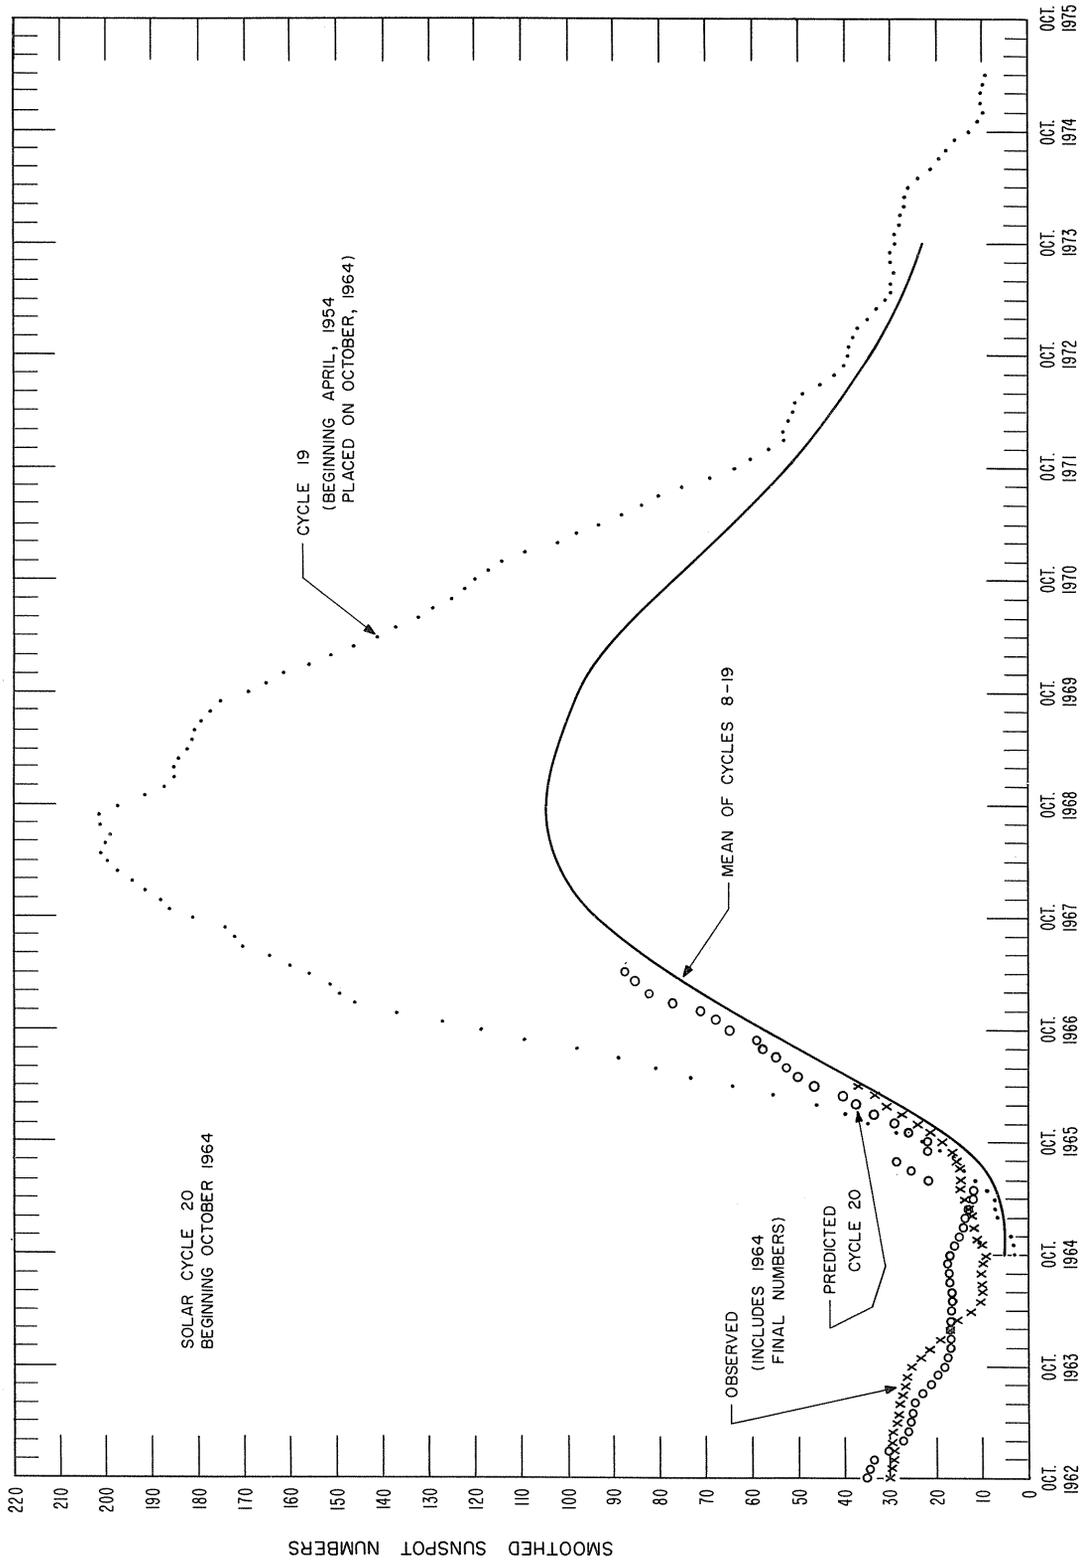 SOLAR CYCLE 20
BEGINNING OCTOBER 1964
CYCLE 19
(BEGINNING APRIL, 1954
PLACED ON OCTOBER, 1964)
MEAN OF CYCLES 8-19
OBSERVED
(INCLUDES 1964
FINAL NUMBERS)
PREDICTED
CYCLE 20
SMOOTHED SUNSPOT NUMBERS
220
210
200
190
180
170
160
150
140
130
120
110
100
90
80
70
60
50
40
30
20
10
0
OCT. OCT. OCT. OCT. OCT. OCT. OCT. OCT. OCT. OCT. OCT. OCT. OCT. OCT.
1962 1963 1964 1965 1966 1967 1968 1969 1970 1971 1972 1973 1974 1975